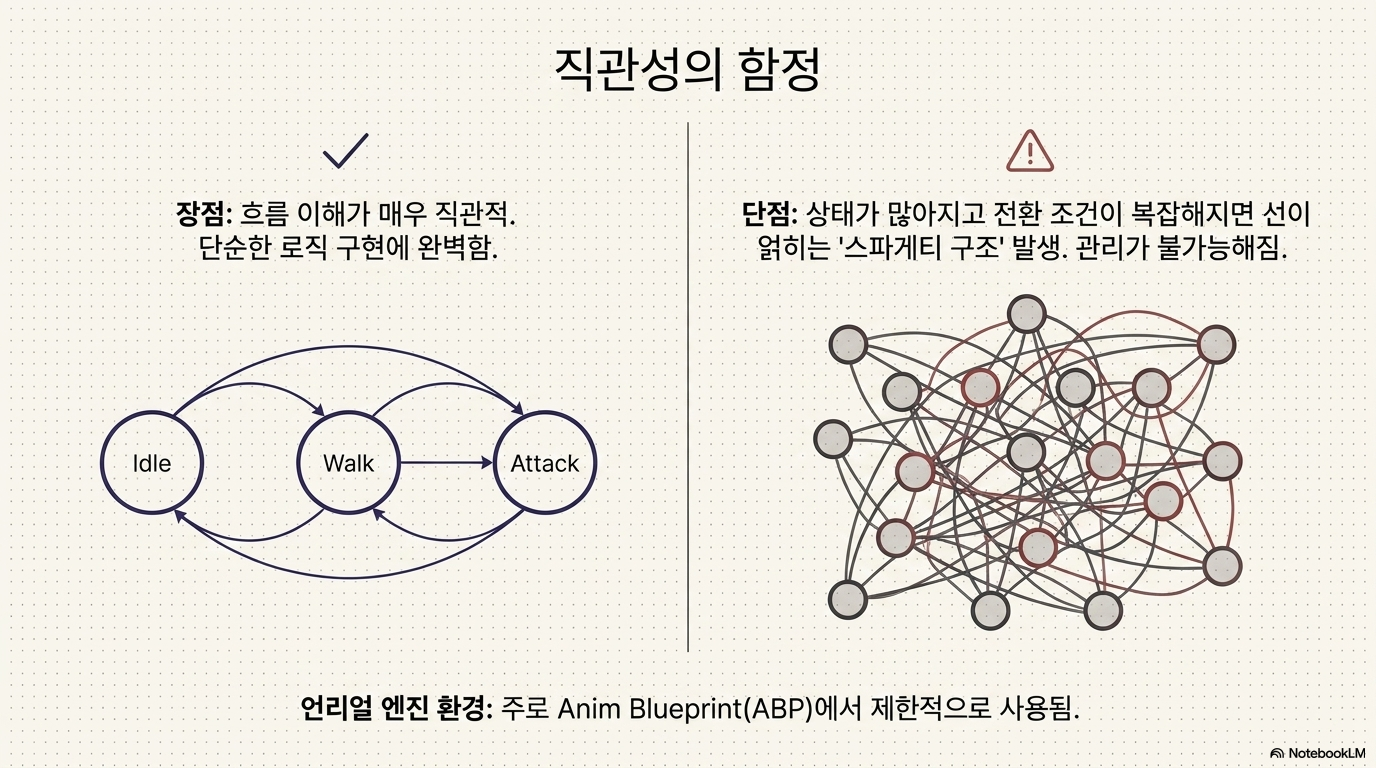 직관성의 함정
장점: 흐름 이해가 매우 직관적.
단순한 로직 구현에 완벽함.
Idle
Walk
Attack
단점: 상태가 많아지고 전환 조건이 복잡해지면 선이
얽히는 '스파게티 구조' 발생. 관리가 불가능해짐.
언리얼 엔진 환경: 주로 Anim Blueprint(ABP)에서 제한적으로 사용됨.
NotebookLM